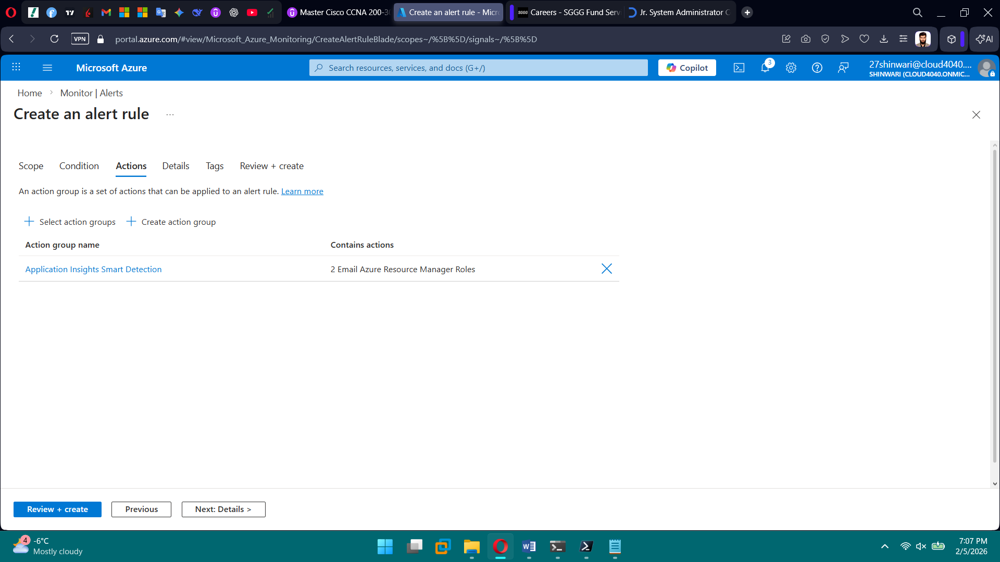 Master Cisco CCNA 200-30
Create an alert rule - Micro
SGGG
Careers - SGGG Fund Servi
Jr. System Administrator C
VPN
portal.azure.com/#view/Microsoft_Azure_Monitoring/CreateAlertRuleBlade/scopes~/%5B%5D/signals~/%5B%5D
AI
Microsoft Azure
Search resources, services, and docs (G+/)
Copilot
3
27shinwari@cloud4040....
SHINWARI (CLOUD4040.ONMIC...
Home > Monitor | Alerts
Create an alert rule ...
Scope
Condition
Actions
Details
Tags
Review + create
An action group is a set of actions that can be applied to an alert rule. Learn more
+ Select action groups
+ Create action group
Action group name
Contains actions
Application Insights Smart Detection
2 Email Azure Resource Manager Roles
Review + create
Previous
Next: Details >
4
-6°C
Mostly cloudy
7:07 PM
2/5/2026